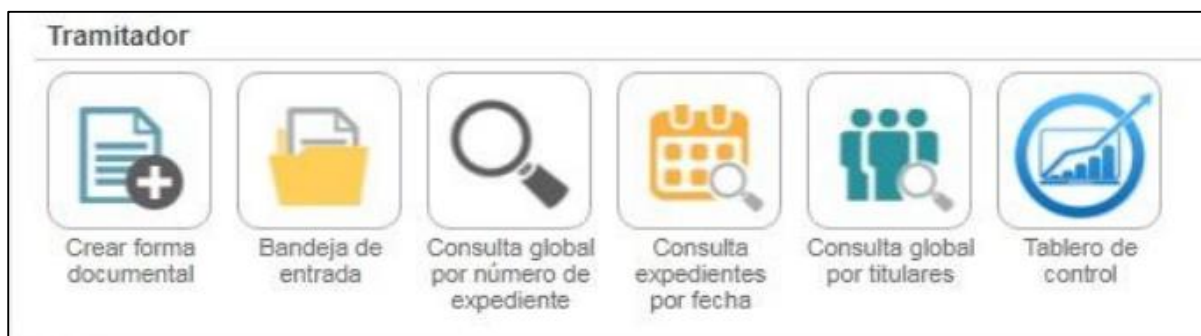 Tramitador
Crear forma
documental
Bandeja de
entrada
Consulta global
por número de
expediente
Consulta
expedientes
por fecha
Consulta global
por titulares
Tablero de
control